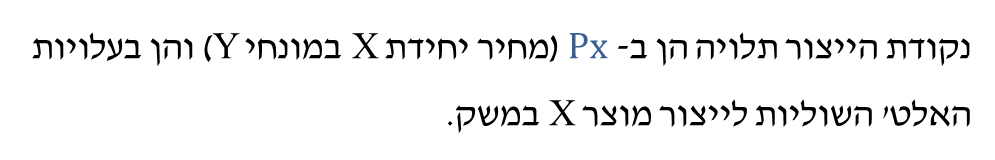 נקודת הייצור תלויה הן ב- Px (מחיר יחידת X במונחי Y) והן בעלויות
האלט' השוליות לייצור מוצר X במשק.